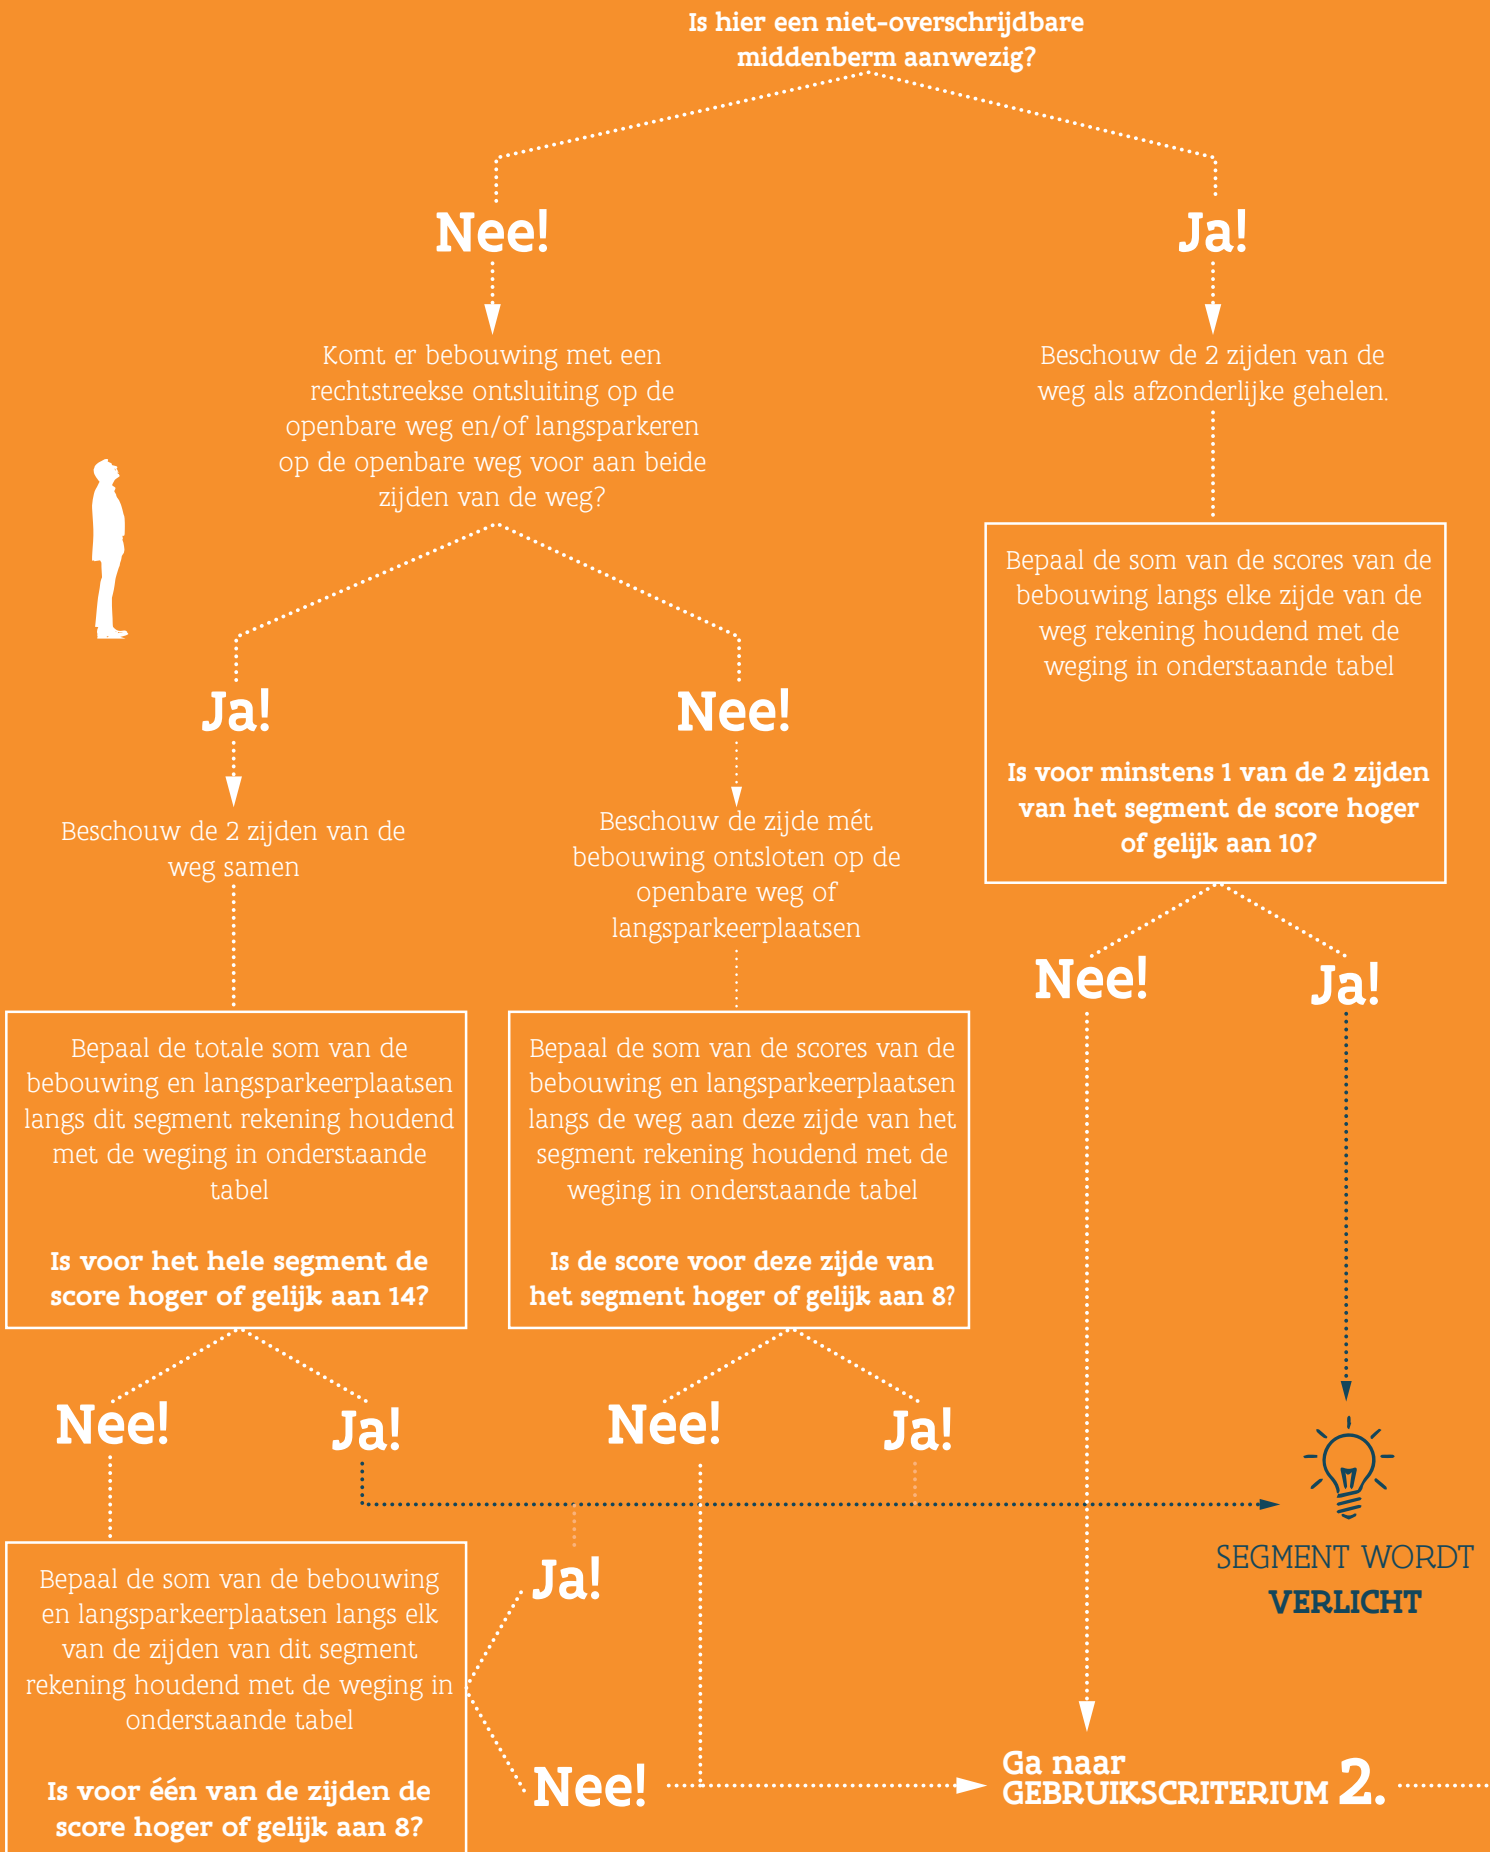 Is hier een niet-overschrijdbare
middenberm aanwezig?
Nee!
Ja!
Komt er bebouwing met een
rechtstreekse ontsluiting op de
openbare weg en/of langsparkeren
op de openbare weg voor aan beide
zijden van de weg?
Beschouw de 2 zijden van de
weg als afzonderlijke gehelen.
Bepaal de som van de scores van de
bebouwing langs elke zijde van de
weg rekening houdend met de
weging in onderstaande tabel
Is voor minstens 1 van de 2 zijden
van het segment de score hoger
of gelijk aan 10?
Ja!
Nee!
Beschouw de 2 zijden van de
weg samen
Beschouw de zijde mét
bebouwing ontsloten op de
openbare weg of
langsparkeerplaatsen
Nee!
Ja!
Bepaal de totale som van de
bebouwing en langsparkeerplaatsen
langs dit segment rekening houdend
met de weging in onderstaande
tabel
Is voor het hele segment de
score hoger of gelijk aan 14?
Bepaal de som van de scores van de
bebouwing en langsparkeerplaatsen
langs de weg aan deze zijde van het
segment rekening houdend met de
weging in onderstaande tabel
Is de score voor deze zijde van
het segment hoger of gelijk aan 8?
Nee!
Ja!
Nee!
Ja!
SEGMENT WORDT
VERLICHT
Bepaal de som van de bebouwing
en langsparkeerplaatsen langs elk
van de zijden van dit segment
rekening houdend met de weging in
onderstaande tabel
Is voor één van de zijden de
score hoger of gelijk aan 8?
Ja!
Nee!
Ga naar
GEBRUIKSCRITERIUM 2.